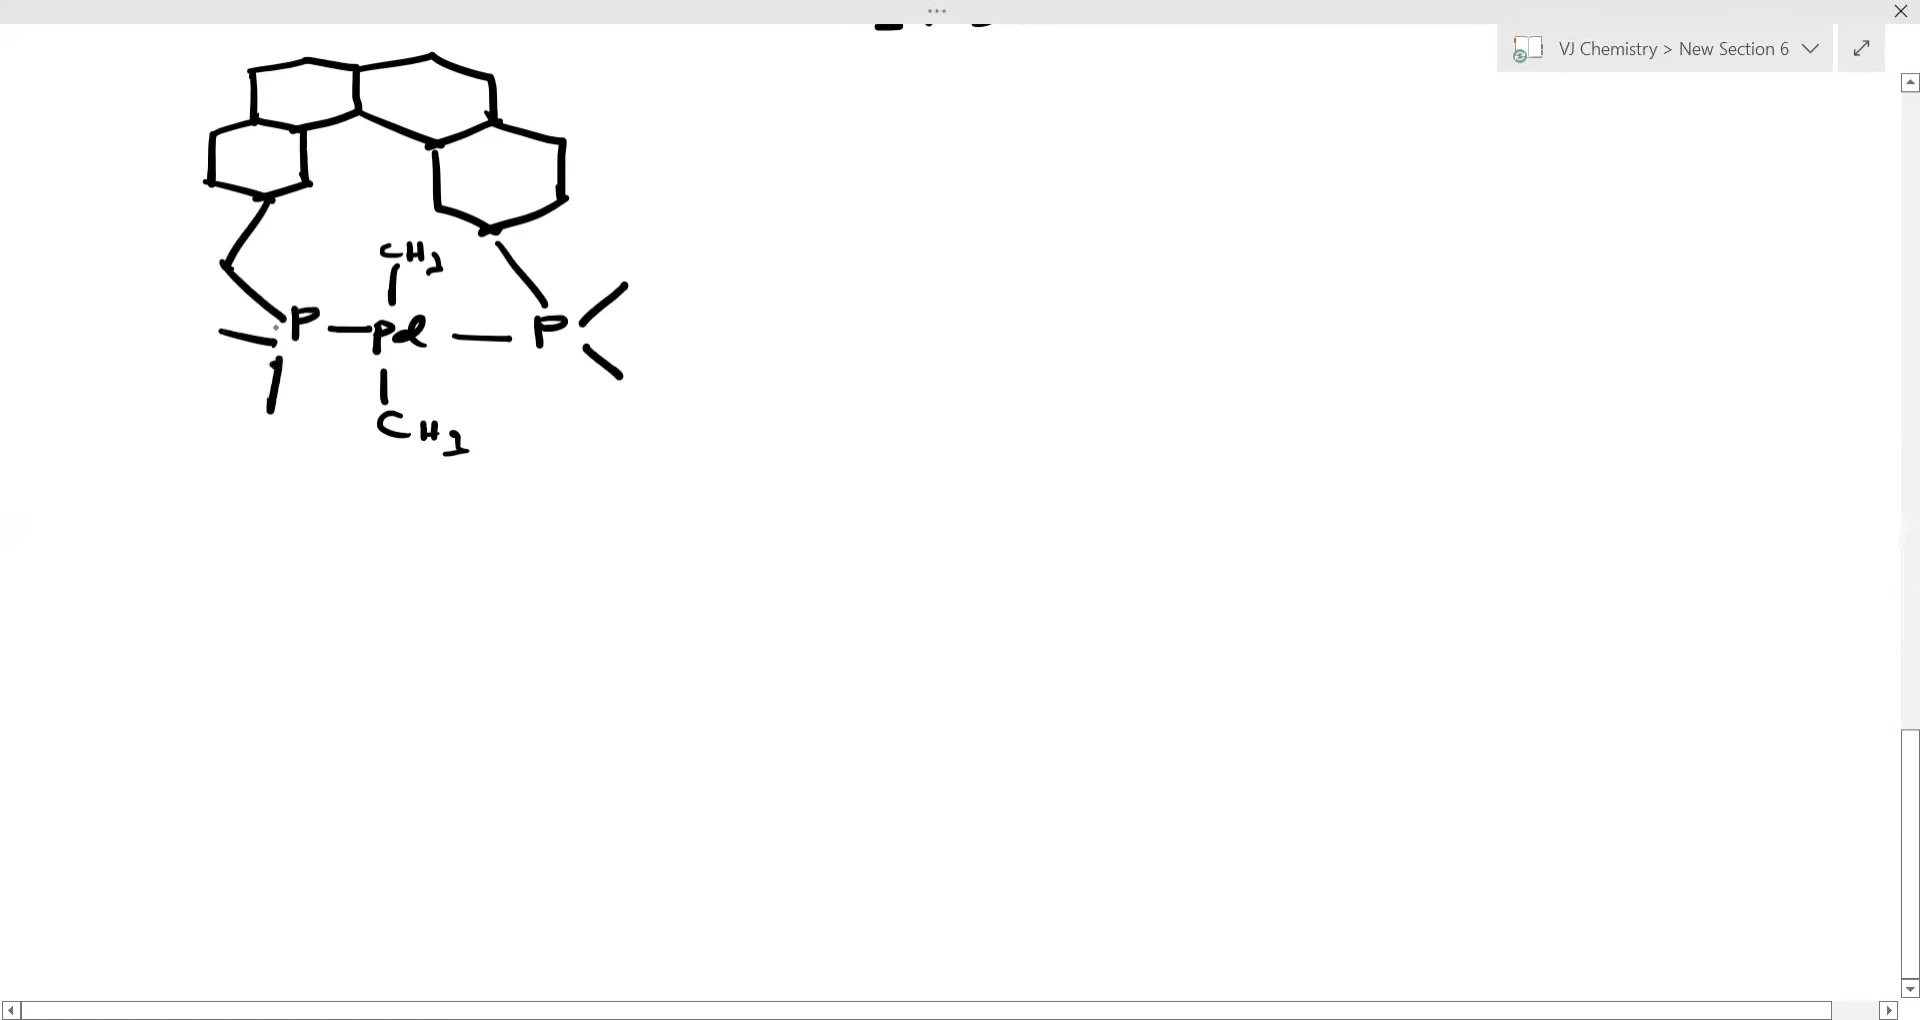 VJ Chemistry > New Section 6
CH3
P — Pd — P
CH3